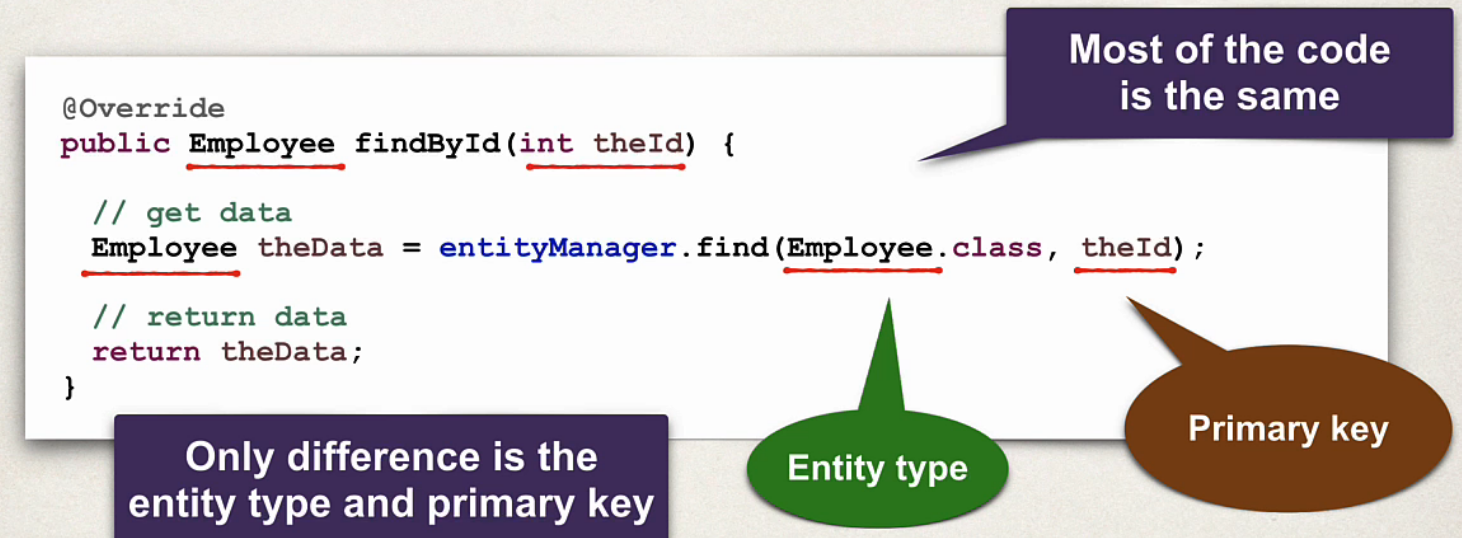 Most of the code
is the same
@Override
public Employee findById(int theId) {
// get data
Employee theData = entityManager.find(Employee.class, theId);
// return data
return theData;
}
Only difference is the
entity type and primary key
Entity type
Primary key